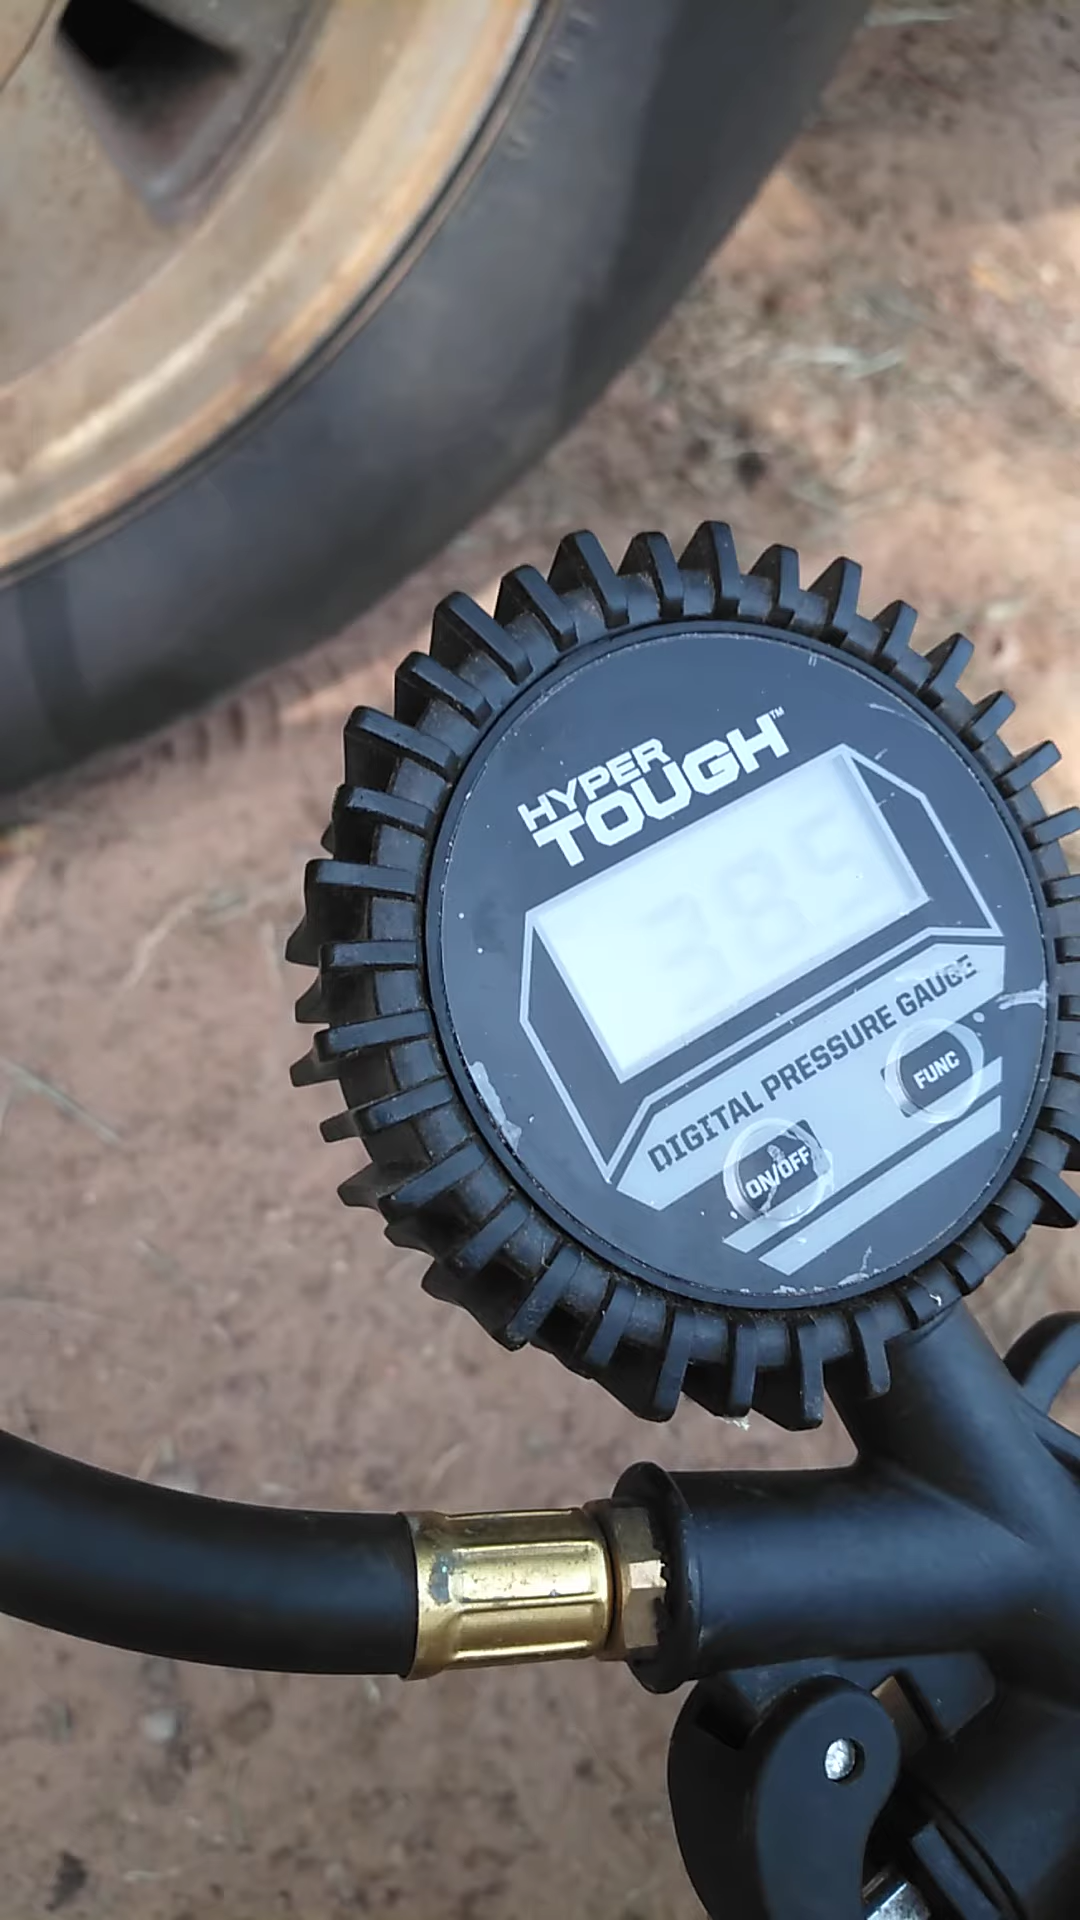 HYPER
TOUGH™
38.5
DIGITAL PRESSURE GAUGE
FUNC
ON/OFF